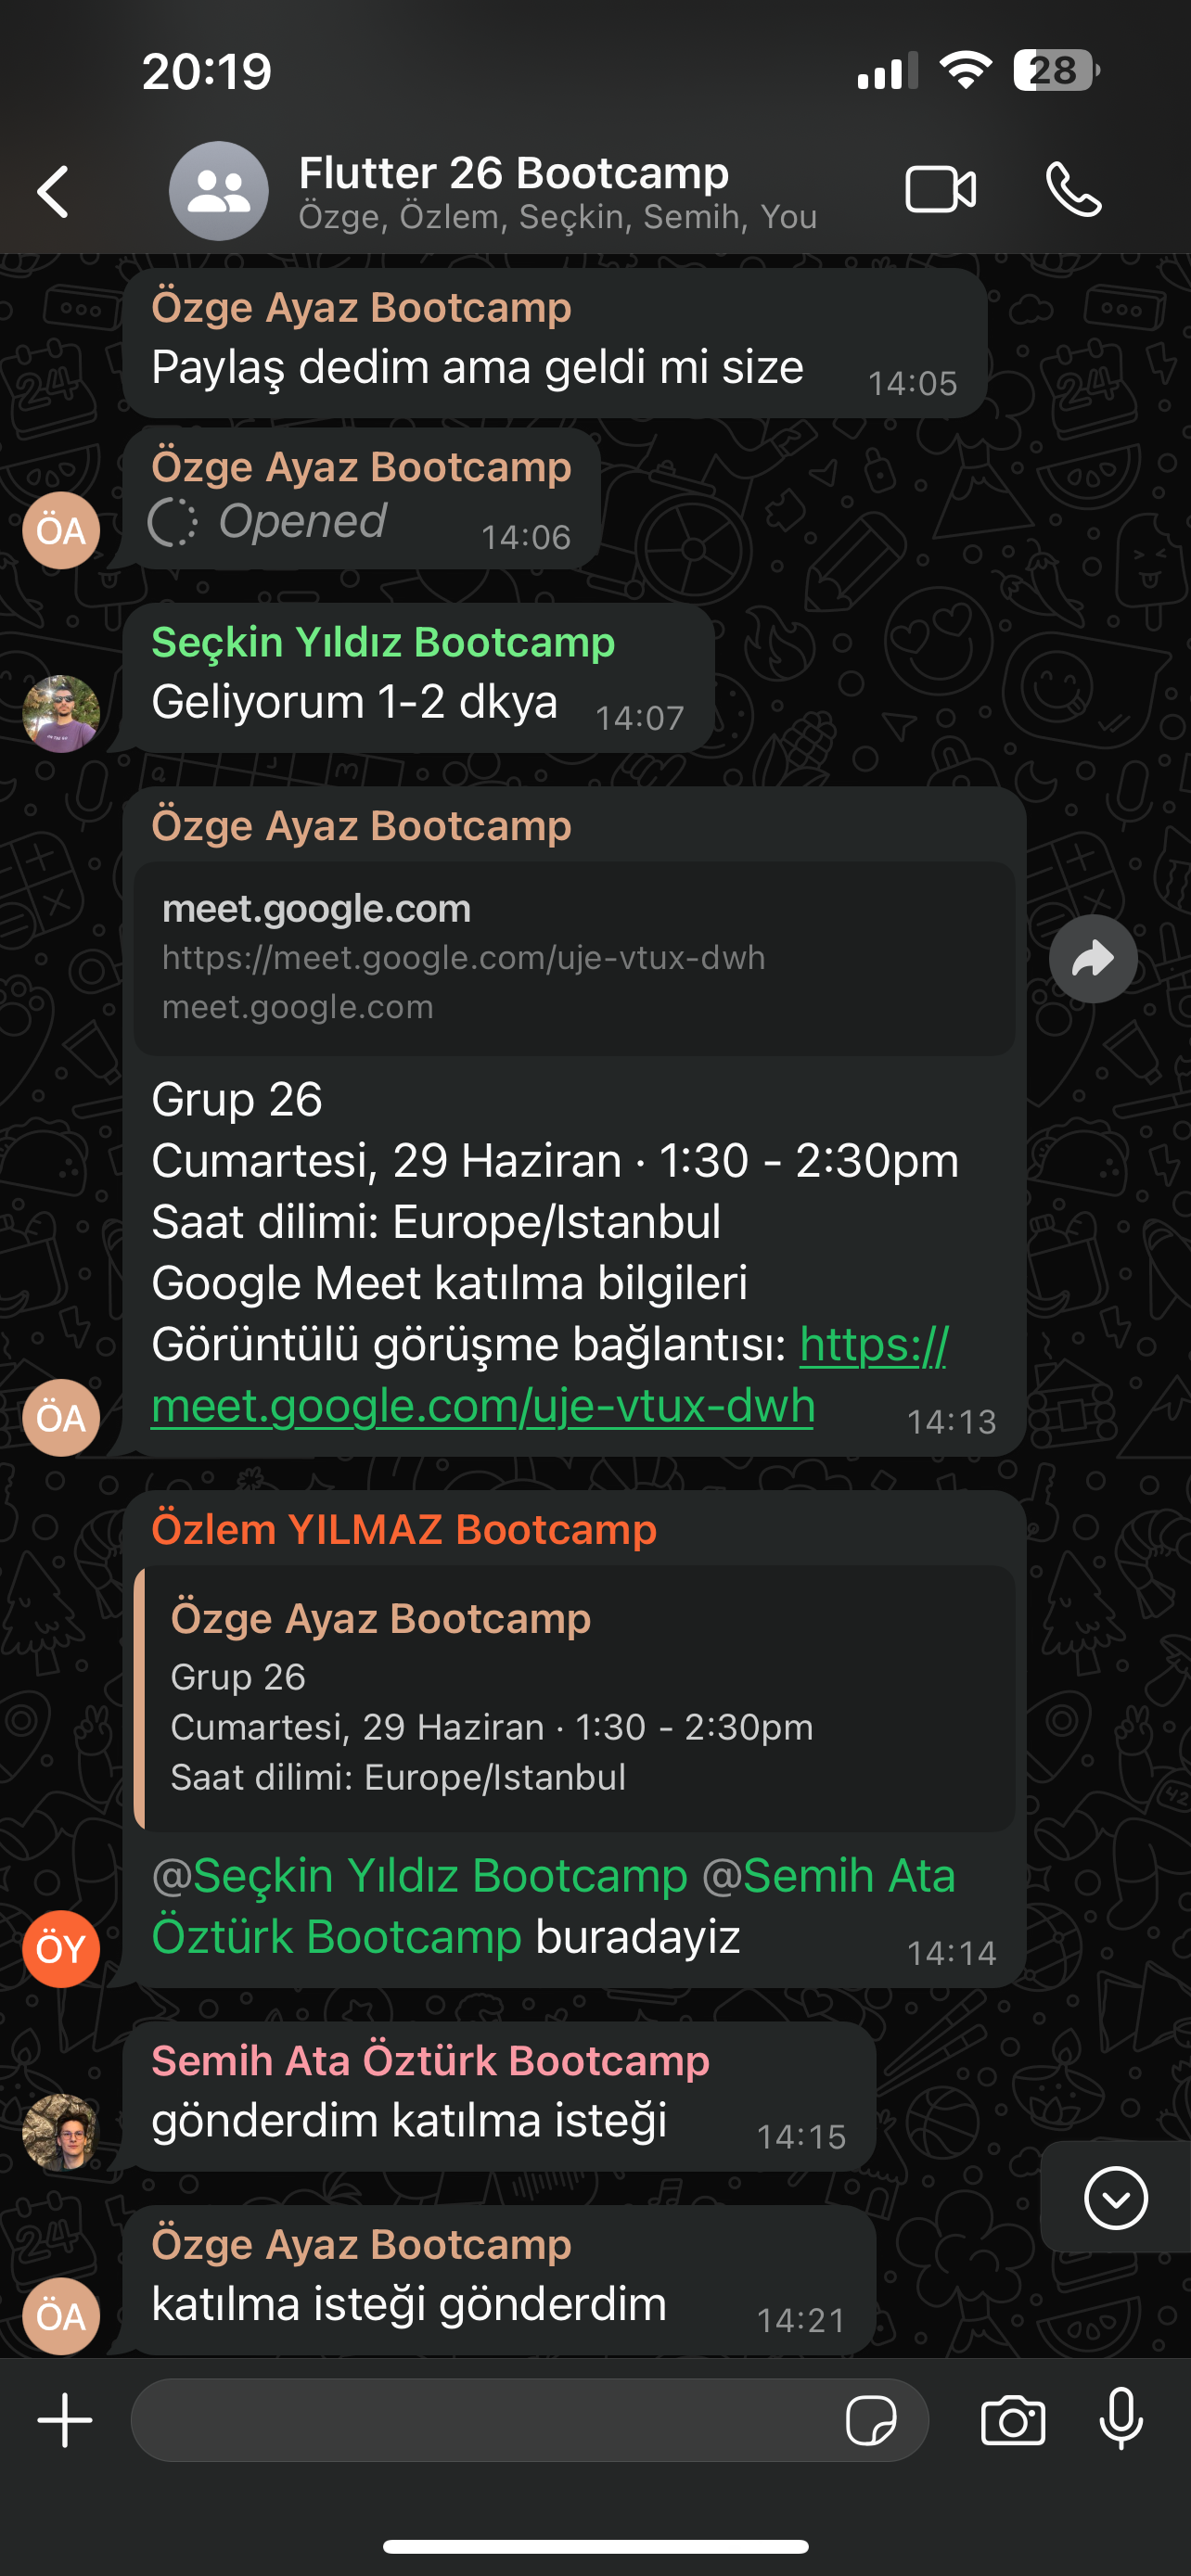 20:19
28
Flutter 26 Bootcamp
Özge, Özlem, Seçkin, Semih, You
Özge Ayaz Bootcamp
Paylaş dedim ama geldi mi size
14:05
Özge Ayaz Bootcamp
ÖA
Opened
14:06
Seçkin Yıldız Bootcamp
Geliyorum 1-2 dkya
14:07
Özge Ayaz Bootcamp
meet.google.com
https://meet.google.com/uje-vtux-dwh
meet.google.com
Grup 26
Cumartesi, 29 Haziran · 1:30 - 2:30pm
Saat dilimi: Europe/Istanbul
Google Meet katılma bilgileri
Görüntülü görüşme bağlantısı: https://
meet.google.com/uje-vtux-dwh
14:13
ÖA
Özlem YILMAZ Bootcamp
Özge Ayaz Bootcamp
Grup 26
Cumartesi, 29 Haziran · 1:30 - 2:30pm
Saat dilimi: Europe/Istanbul
@Seçkin Yıldız Bootcamp @Semih Ata
Öztürk Bootcamp buradayiz
14:14
ÖY
Semih Ata Öztürk Bootcamp
gönderdim katılma isteği
14:15
Özge Ayaz Bootcamp
katılma isteği gönderdim
14:21
ÖA